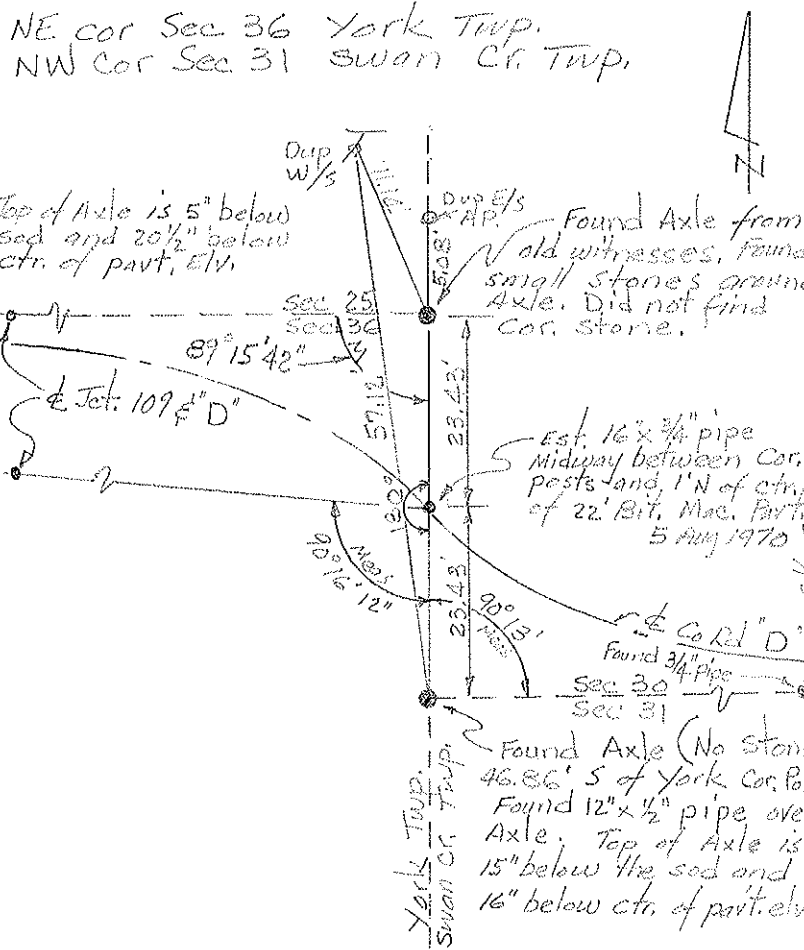 NE cor Sec 36 York Twp.
NW Cor Sec 31 Swan Cr. Twp.
N
Dup
W/s
11.16
Dup E/s
A.P.
5.08'
Top of Axle is 5" below
sod and 20½" below
ctr. of pavt. Elv.
Found Axle from
old witnesses. Found
small stones around
Axle. Did not find
Cor. Stone.
Sec 25
Sec 36
89° 15' 42"
℄ Jct. 109 & "D"
57.12
23.43'
180°
Est. 16" x ¾" pipe
Midway between Cor.
posts and 1' N of ctr.
of 22' Bit. Mac. Pavt.
5 Aug 1970
90° 16' 12"
Meas
23.43'
90° 13'
Meas
℄ Co Rd "D"
Found ¾" Pipe
Sec 30
Sec 31
Found Axle (No Ston
46.86' S of York Cor. Po
Found 12" x ½" pipe ove
Axle. Top of Axle is
15" below the sod and
16" below ctr. of pavt. elv
York Twp.
Swan Cr. Twp.